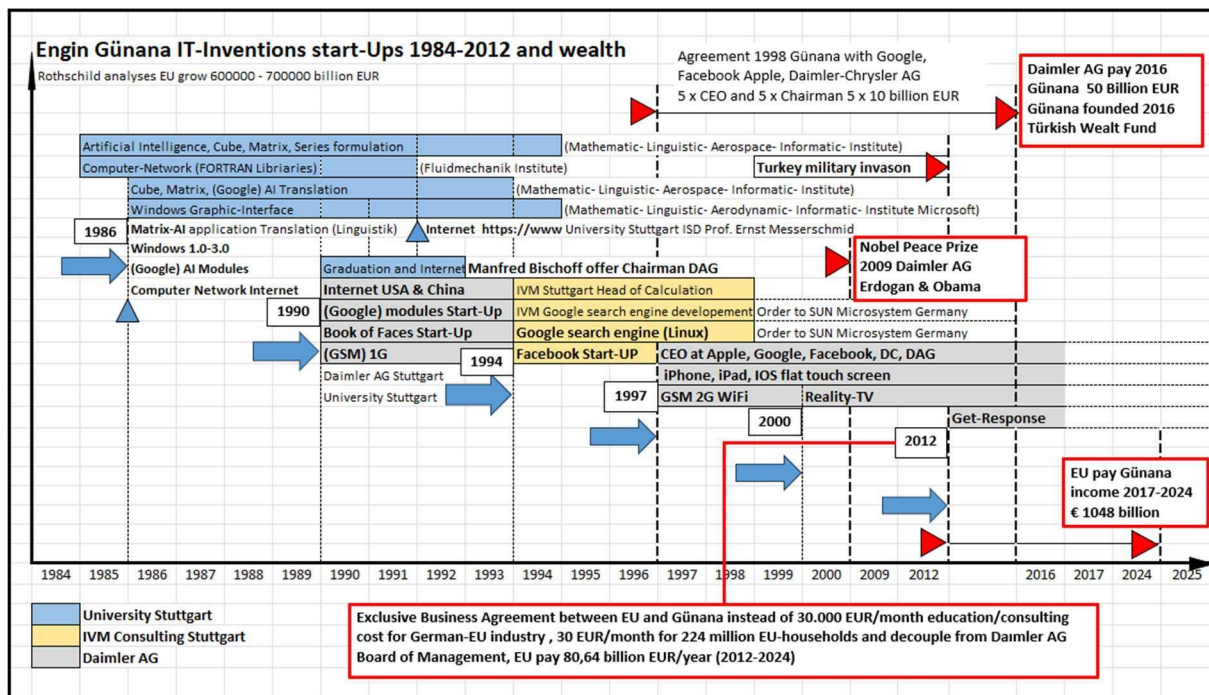 Engin Günana IT-Inventions start-Ups 1984-2012 and wealth
Rothschild analyses EU grow 600000 - 700000 billion EUR
Agreement 1998 Günana with Google,
Facebook Apple, Daimler-Chrysler AG
5 x CEO and 5 x Chairman 5 x 10 billion EUR
Daimler AG pay 2016
Günana 50 Billion EUR
Günana founded 2016
Türkish Wealt Fund
Artificial Intelligence, Cube, Matrix, Series formulation
(Mathematic- Linguistic- Aerospace- Informatic- Institute)
Computer-Network (FORTRAN Libriaries)
(Fluidmechanik Institute)
Turkey military invason
Cube, Matrix, (Google) AI Translation
(Mathematic- Linguistic- Aerospace- Informatic- Institute)
Windows Graphic-Interface
(Mathematic- Linguistic- Aerodynamic- Informatic- Institute Microsoft)
1986
Matrix-AI application Translation (Linguistik)
Internet https://www University Stuttgart ISD Prof. Ernst Messerschmid
Windows 1.0-3.0
(Google) AI Modules
Computer Network Internet
Nobel Peace Prize
2009 Daimler AG
Erdogan & Obama
Graduation and Internet
Manfred Bischoff offer Chairman DAG
Internet USA & China
IVM Stuttgart Head of Calculation
1990
(Google) modules Start-Up
IVM Google search engine developement
Order to SUN Microsystem Germany
Book of Faces Start-Up
Google search engine (Linux)
Order to SUN Microsystem Germany
(GSM) 1G
1994
Facebook Start-UP
CEO at Apple, Google, Facebook, DC, DAG
Daimler AG Stuttgart
iPhone, iPad, IOS flat touch screen
University Stuttgart
1997
GSM 2G WiFi
Reality-TV
2000
2012
Get-Response
EU pay Günana
income 2017-2024
€ 1048 billion
1984 1985 1986 1987 1988 1989 1990 1991 1992 1993 1994 1995 1996 1997 1998 1999 2000 2009 2012 2016 2017 2024 2025
University Stuttgart
IVM Consulting Stuttgart
Daimler AG
Exclusive Business Agreement between EU and Günana instead of 30.000 EUR/month education/consulting
cost for German-EU industry , 30 EUR/month for 224 million EU-households and decouple from Daimler AG
Board of Management, EU pay 80,64 billion EUR/year (2012-2024)